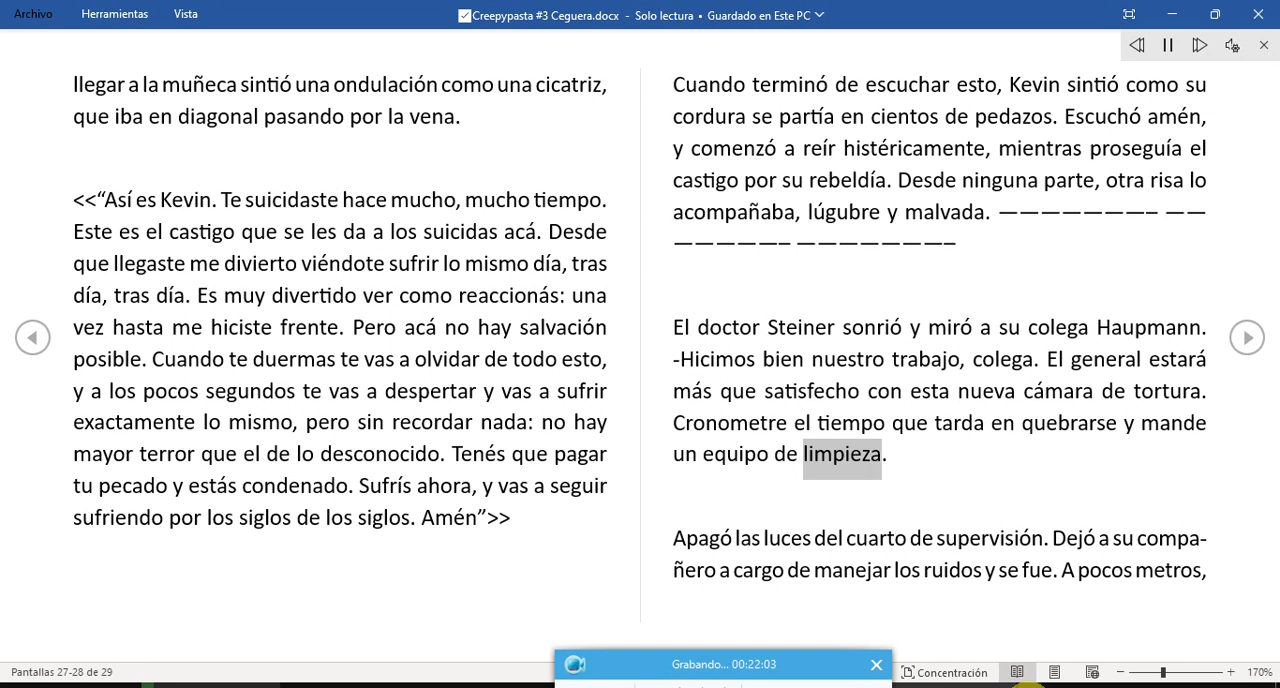 Archivo Herramientas Vista Creepypasta #3 Ceguera.docx - Solo lectura • Guardado en Este PC
llegar a la muñeca sintió una ondulación como una cicatriz,
que iba en diagonal pasando por la vena.
<<“Así es Kevin. Te suicidaste hace mucho, mucho tiempo.
Este es el castigo que se les da a los suicidas acá. Desde
que llegaste me divierto viéndote sufrir lo mismo día, tras
día, tras día. Es muy divertido ver como reaccionás: una
vez hasta me hiciste frente. Pero acá no hay salvación
posible. Cuando te duermas te vas a olvidar de todo esto,
y a los pocos segundos te vas a despertar y vas a sufrir
exactamente lo mismo, pero sin recordar nada: no hay
mayor terror que el de lo desconocido. Tenés que pagar
tu pecado y estás condenado. Sufrís ahora, y vas a seguir
sufriendo por los siglos de los siglos. Amén”>>
Cuando terminó de escuchar esto, Kevin sintió como su
cordura se partía en cientos de pedazos. Escuchó amén,
y comenzó a reír histéricamente, mientras proseguía el
castigo por su rebeldía. Desde ninguna parte, otra risa lo
acompañaba, lúgubre y malvada. ———————– ——
—————– ———————–
El doctor Steiner sonrió y miró a su colega Haupmann.
-Hicimos bien nuestro trabajo, colega. El general estará
más que satisfecho con esta nueva cámara de tortura.
Cronometre el tiempo que tarda en quebrarse y mande
un equipo de limpieza.
Apagó las luces del cuarto de supervisión. Dejó a su compa-
ñero a cargo de manejar los ruidos y se fue. A pocos metros,
Pantallas 27-28 de 29 Grabando... 00:22:03 Concentración 170%